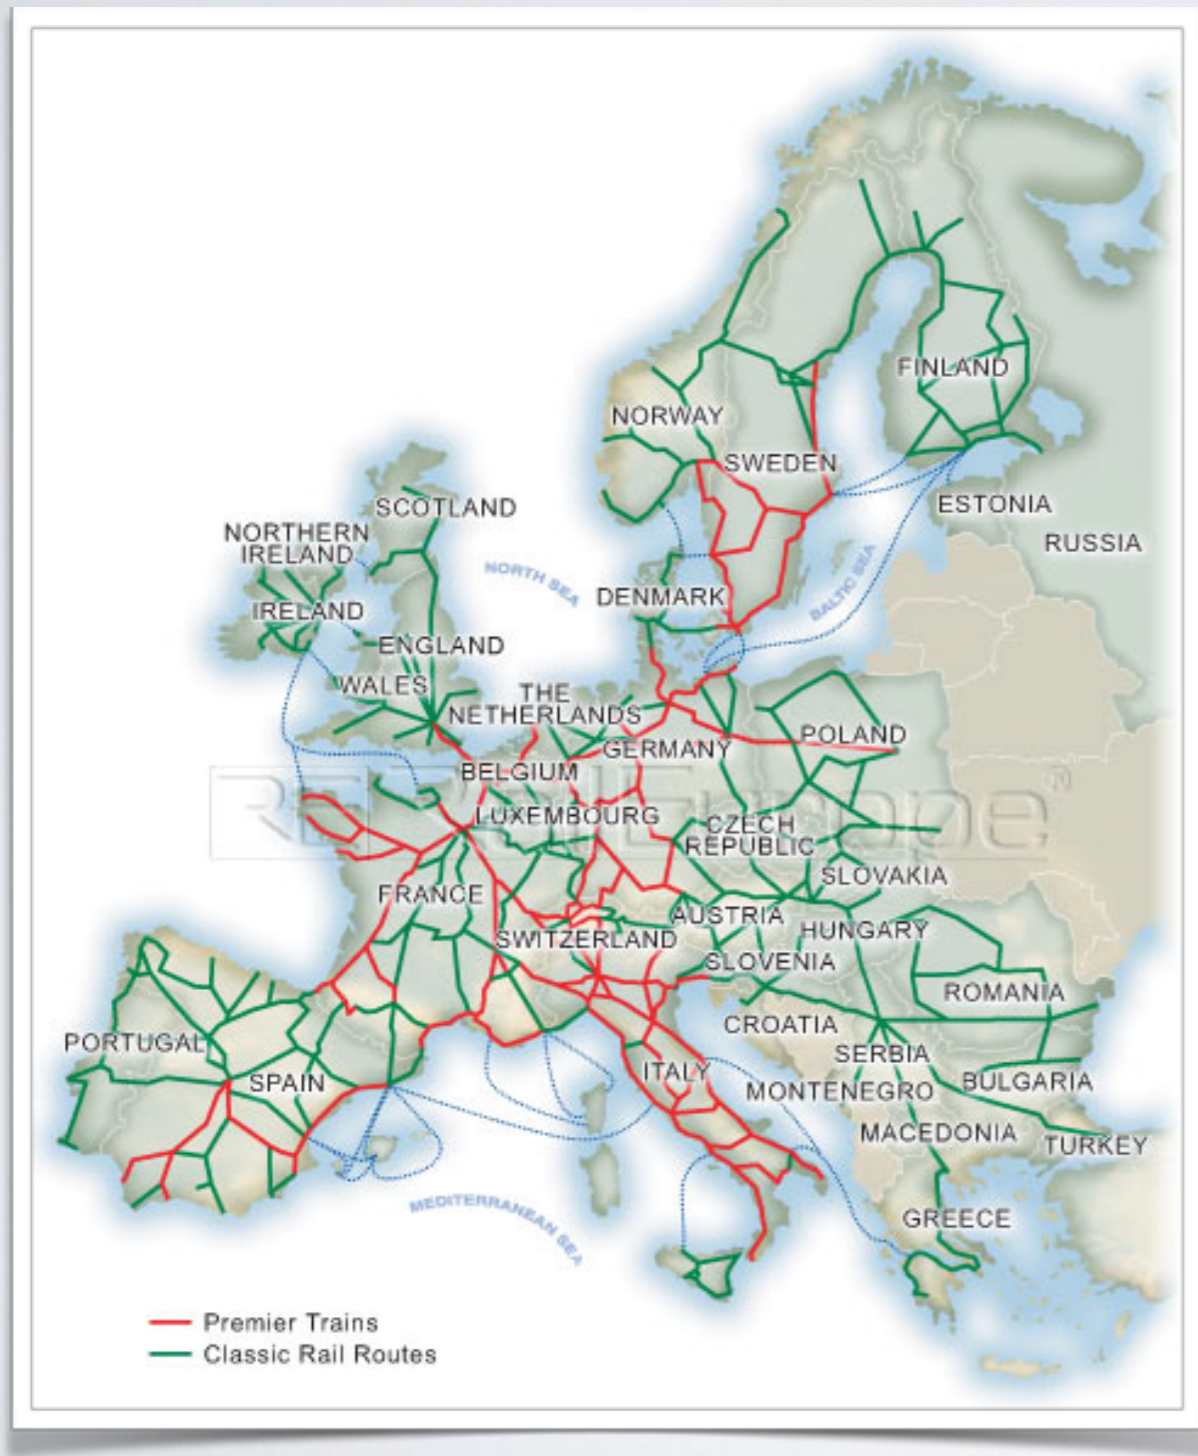 FINLAND
NORWAY
SWEDEN
SCOTLAND
ESTONIA
NORTHERN
IRELAND
RUSSIA
NORTH SEA
BALTIC SEA
DENMARK
IRELAND
ENGLAND
WALES
THE
NETHERLANDS
POLAND
GERMANY
BELGIUM
RE RailEurope®
LUXEMBOURG
CZECH
REPUBLIC
SLOVAKIA
FRANCE
AUSTRIA
HUNGARY
SWITZERLAND
SLOVENIA
ROMANIA
CROATIA
PORTUGAL
SERBIA
ITALY
SPAIN
BULGARIA
MONTENEGRO
MACEDONIA
TURKEY
MEDITERRANEAN SEA
GREECE
Premier Trains
Classic Rail Routes